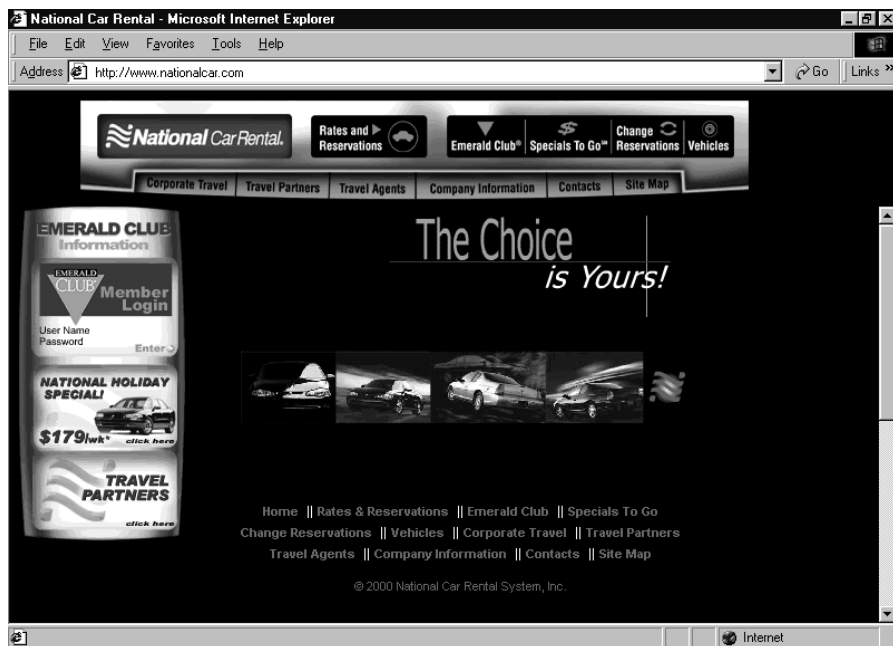 National Car Rental - Microsoft Internet Explorer
File Edit View Favorites Tools Help
Address http://www.nationalcar.com Go Links »
National Car Rental.
Rates and Reservations
Emerald Club® Specials To Go℠ Change Reservations Vehicles
Corporate Travel Travel Partners Travel Agents Company Information Contacts Site Map
EMERALD CLUB
Information
EMERALD
CLUB®
Member
Login
User Name
Password
Enter
NATIONAL HOLIDAY
SPECIAL!
$179/wk*
click here
TRAVEL
PARTNERS
click here
The Choice
is Yours!
Home || Rates & Reservations || Emerald Club || Specials To Go
Change Reservations || Vehicles || Corporate Travel || Travel Partners
Travel Agents || Company Information || Contacts || Site Map
© 2000 National Car Rental System, Inc.
Internet